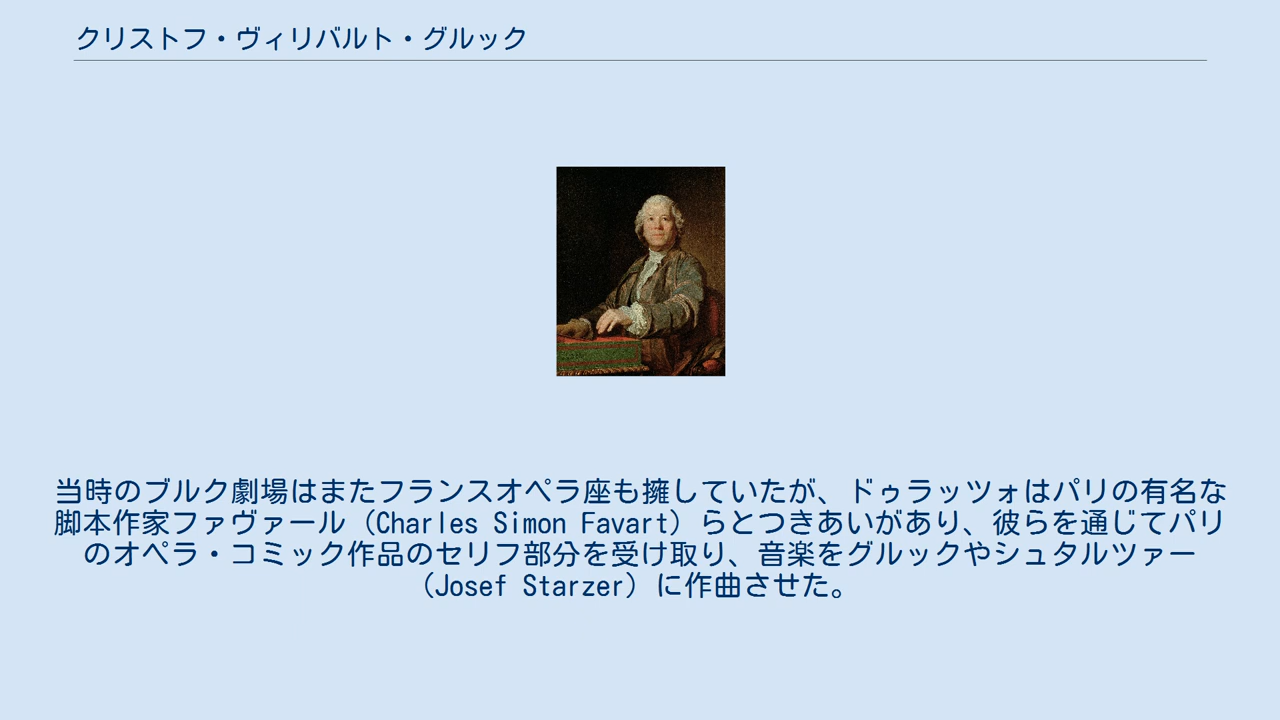 クリストフ・ヴィリバルト・グルック
当時のブルク劇場はまたフランスオペラ座も擁していたが、ドゥラッツォはパリの有名な
脚本作家ファヴァール（Charles Simon Favart）らとつきあいがあり、彼らを通じてパリ
のオペラ・コミック作品のセリフ部分を受け取り、音楽をグルックやシュタルツァー
（Josef Starzer）に作曲させた。